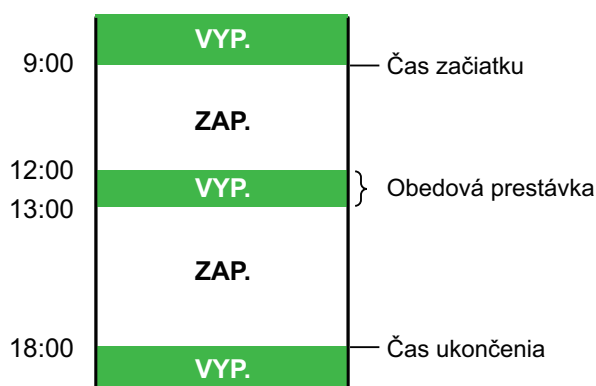 VYP.
9:00
Čas začiatku
ZAP.
12:00
VYP.
Obedová prestávka
13:00
ZAP.
18:00
Čas ukončenia
VYP.